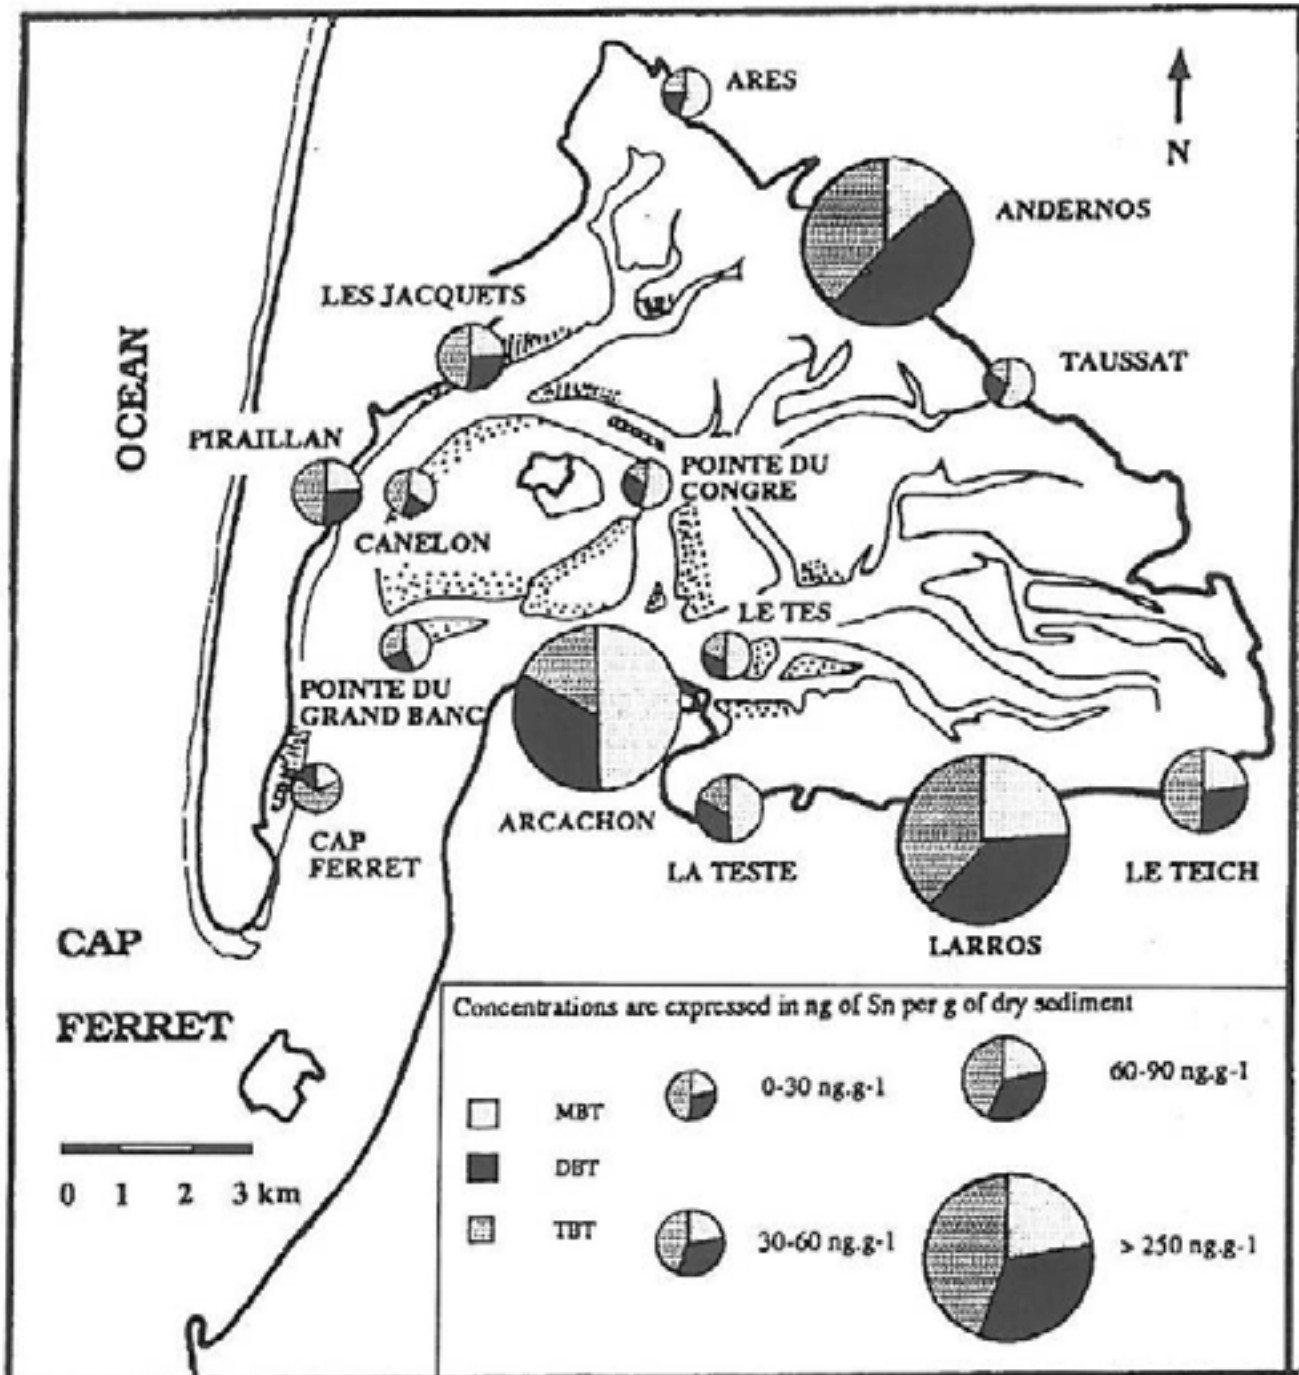 ARES
N
ANDERNOS
LES JACQUETS
OCEAN
TAUSSAT
PIRAILLAN
POINTE DU
CONGRE
CANELON
LE TES
POINTE DU
GRAND BANC
ARCACHON
CAP
FERRET
LA TESTE
LE TEICH
LARROS
CAP
FERRET
0 1 2 3 km
Concentrations are expressed in ng of Sn per g of dry sediment
MBT
DBT
TBT
0-30 ng.g-1
60-90 ng.g-1
30-60 ng.g-1
> 250 ng.g-1